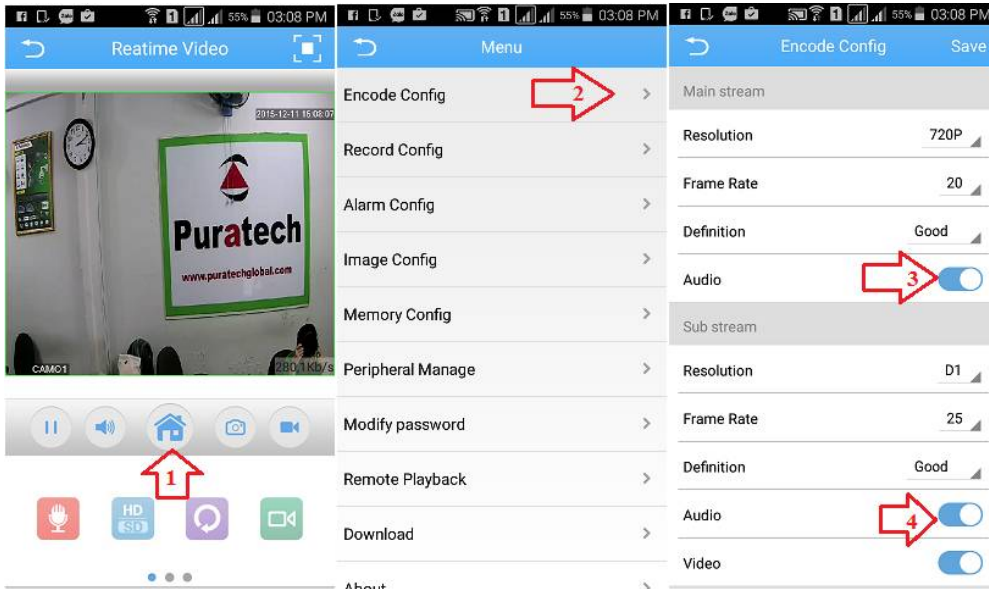 55% 03:08 PM
Reatime Video
2015-12-11 15:08:07
Puratech
www.puratechglobal.com
CAM01
280.1Kb/s
1
HD
SD
55% 03:08 PM
Menu
Encode Config
2
Record Config
Alarm Config
Image Config
Memory Config
Peripheral Manage
Modify password
Remote Playback
Download
About
55% 03:08 PM
Encode Config Save
Main stream
Resolution 720P
Frame Rate 20
Definition Good
Audio
3
Sub stream
Resolution D1
Frame Rate 25
Definition Good
Audio
4
Video